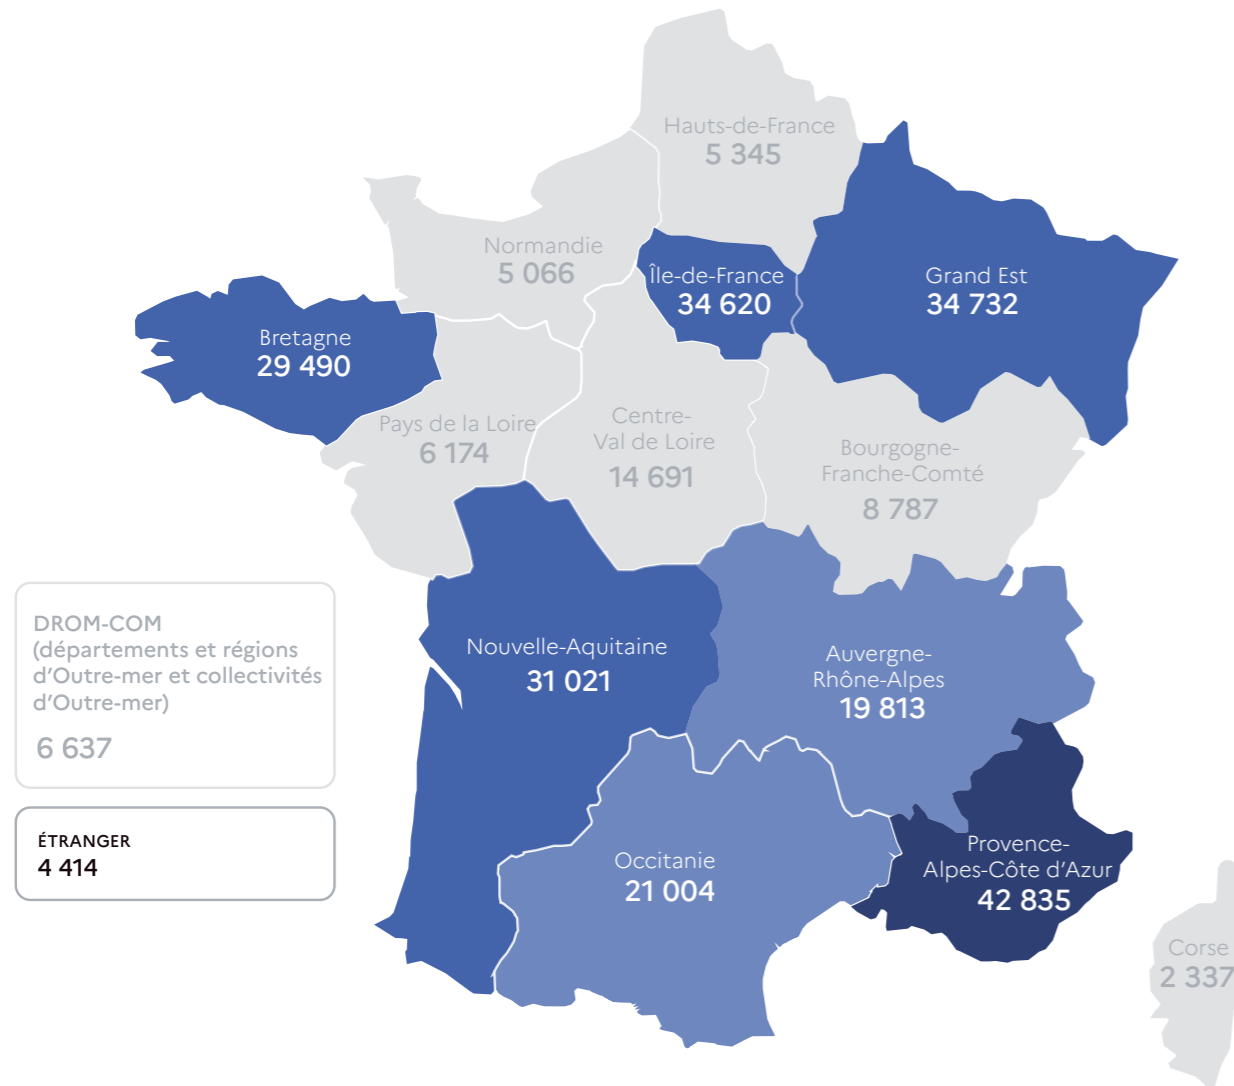 Hauts-de-France
5 345
Normandie
5 066
Île-de-France
34 620
Grand Est
34 732
Bretagne
29 490
Pays de la Loire
6 174
Centre-
Val de Loire
14 691
Bourgogne-
Franche-Comté
8 787
DROM-COM
(départements et régions
d'Outre-mer et collectivités
d'Outre-mer)
6 637
Nouvelle-Aquitaine
31 021
Auvergne-
Rhône-Alpes
19 813
ÉTRANGER
4 414
Occitanie
21 004
Provence-
Alpes-Côte d'Azur
42 835
Corse
2 337